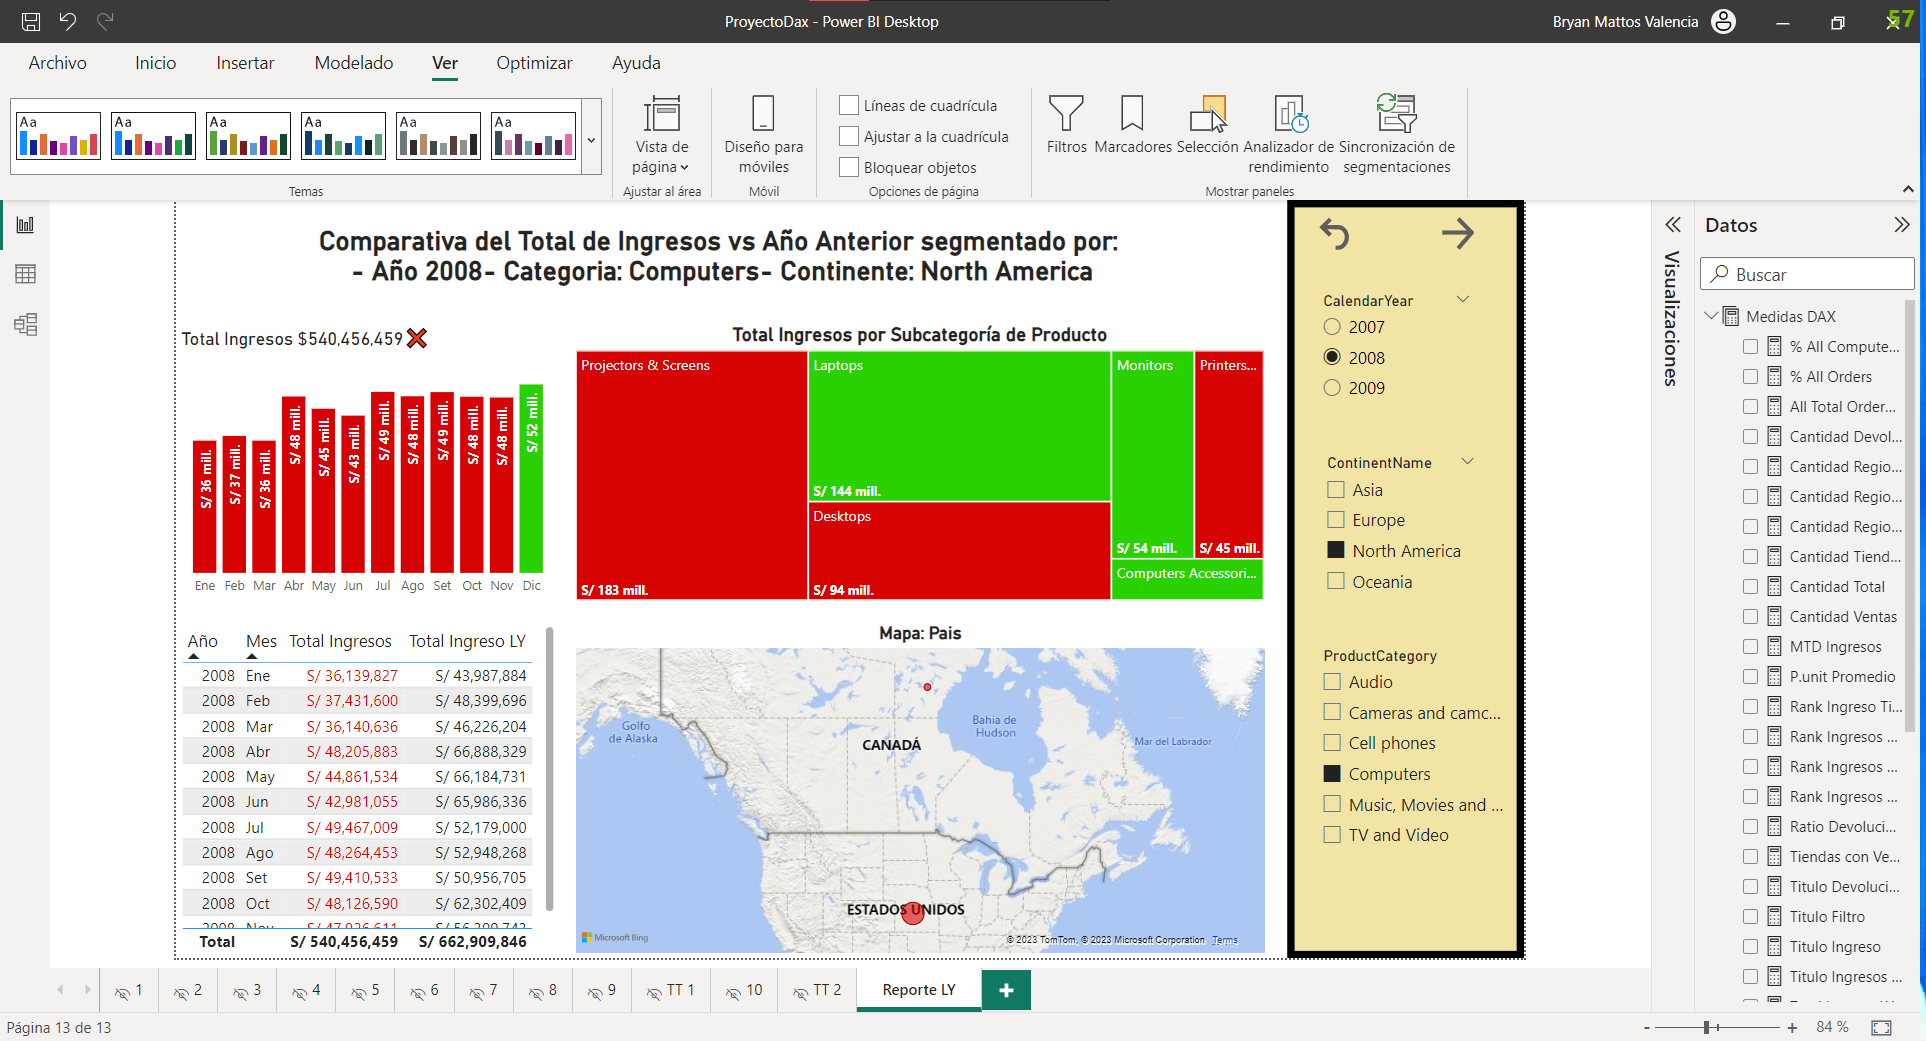 ProyectoDax - Power BI Desktop
Bryan Mattos Valencia
57
Archivo
Inicio
Insertar
Modelado
Ver
Optimizar
Ayuda
Aa
Aa
Aa
Aa
Aa
Aa
Temas
Vista de
página
Ajustar al área
Diseño para
móviles
Móvil
Líneas de cuadrícula
Ajustar a la cuadrícula
Bloquear objetos
Opciones de página
Filtros
Marcadores
Selección
Analizador de
rendimiento
Sincronización de
segmentaciones
Mostrar paneles
Comparativa del Total de Ingresos vs Año Anterior segmentado por:
- Año 2008- Categoria: Computers- Continente: North America
Total Ingresos $540,456,459
S/ 36 mill.
S/ 37 mill.
S/ 36 mill.
S/ 48 mill.
S/ 45 mill.
S/ 43 mill.
S/ 49 mill.
S/ 48 mill.
S/ 49 mill.
S/ 48 mill.
S/ 48 mill.
S/ 52 mill.
Ene Feb Mar Abr May Jun Jul Ago Set Oct Nov Dic
Total Ingresos por Subcategoría de Producto
Projectors & Screens
S/ 183 mill.
Laptops
S/ 144 mill.
Desktops
S/ 94 mill.
Monitors
S/ 54 mill.
Printers...
S/ 45 mill.
Computers Accessori...
Año Mes Total Ingresos Total Ingreso LY
2008 Ene S/ 36,139,827 S/ 43,987,884
2008 Feb S/ 37,431,600 S/ 48,399,696
2008 Mar S/ 36,140,636 S/ 46,226,204
2008 Abr S/ 48,205,883 S/ 66,888,329
2008 May S/ 44,861,534 S/ 66,184,731
2008 Jun S/ 42,981,055 S/ 65,986,336
2008 Jul S/ 49,467,009 S/ 52,179,000
2008 Ago S/ 48,264,453 S/ 52,948,268
2008 Set S/ 49,410,533 S/ 50,956,705
2008 Oct S/ 48,126,590 S/ 62,302,409
2008 Nov
Total S/ 540,456,459 S/ 662,909,846
Mapa: Pais
Golfo
de Alaska
CANADÁ
Bahía de
Hudson
Mar del Labrador
ESTADOS UNIDOS
Microsoft Bing
© 2023 TomTom, © 2023 Microsoft Corporation Terms
CalendarYear
2007
2008
2009
ContinentName
Asia
Europe
North America
Oceania
ProductCategory
Audio
Cameras and camc...
Cell phones
Computers
Music, Movies and ...
TV and Video
Visualizaciones
Datos
Buscar
Medidas DAX
% All Compute...
% All Orders
All Total Order...
Cantidad Devol...
Cantidad Regio...
Cantidad Regio...
Cantidad Regio...
Cantidad Tiend...
Cantidad Total
Cantidad Ventas
MTD Ingresos
P.unit Promedio
Rank Ingreso Ti...
Rank Ingresos ...
Rank Ingresos ...
Rank Ingresos ...
Ratio Devoluci...
Tiendas con Ve...
Titulo Devoluci...
Titulo Filtro
Titulo Ingreso
Titulo Ingresos ...
1
2
3
4
5
6
7
8
9
TT 1
10
TT 2
Reporte LY
Página 13 de 13
84 %